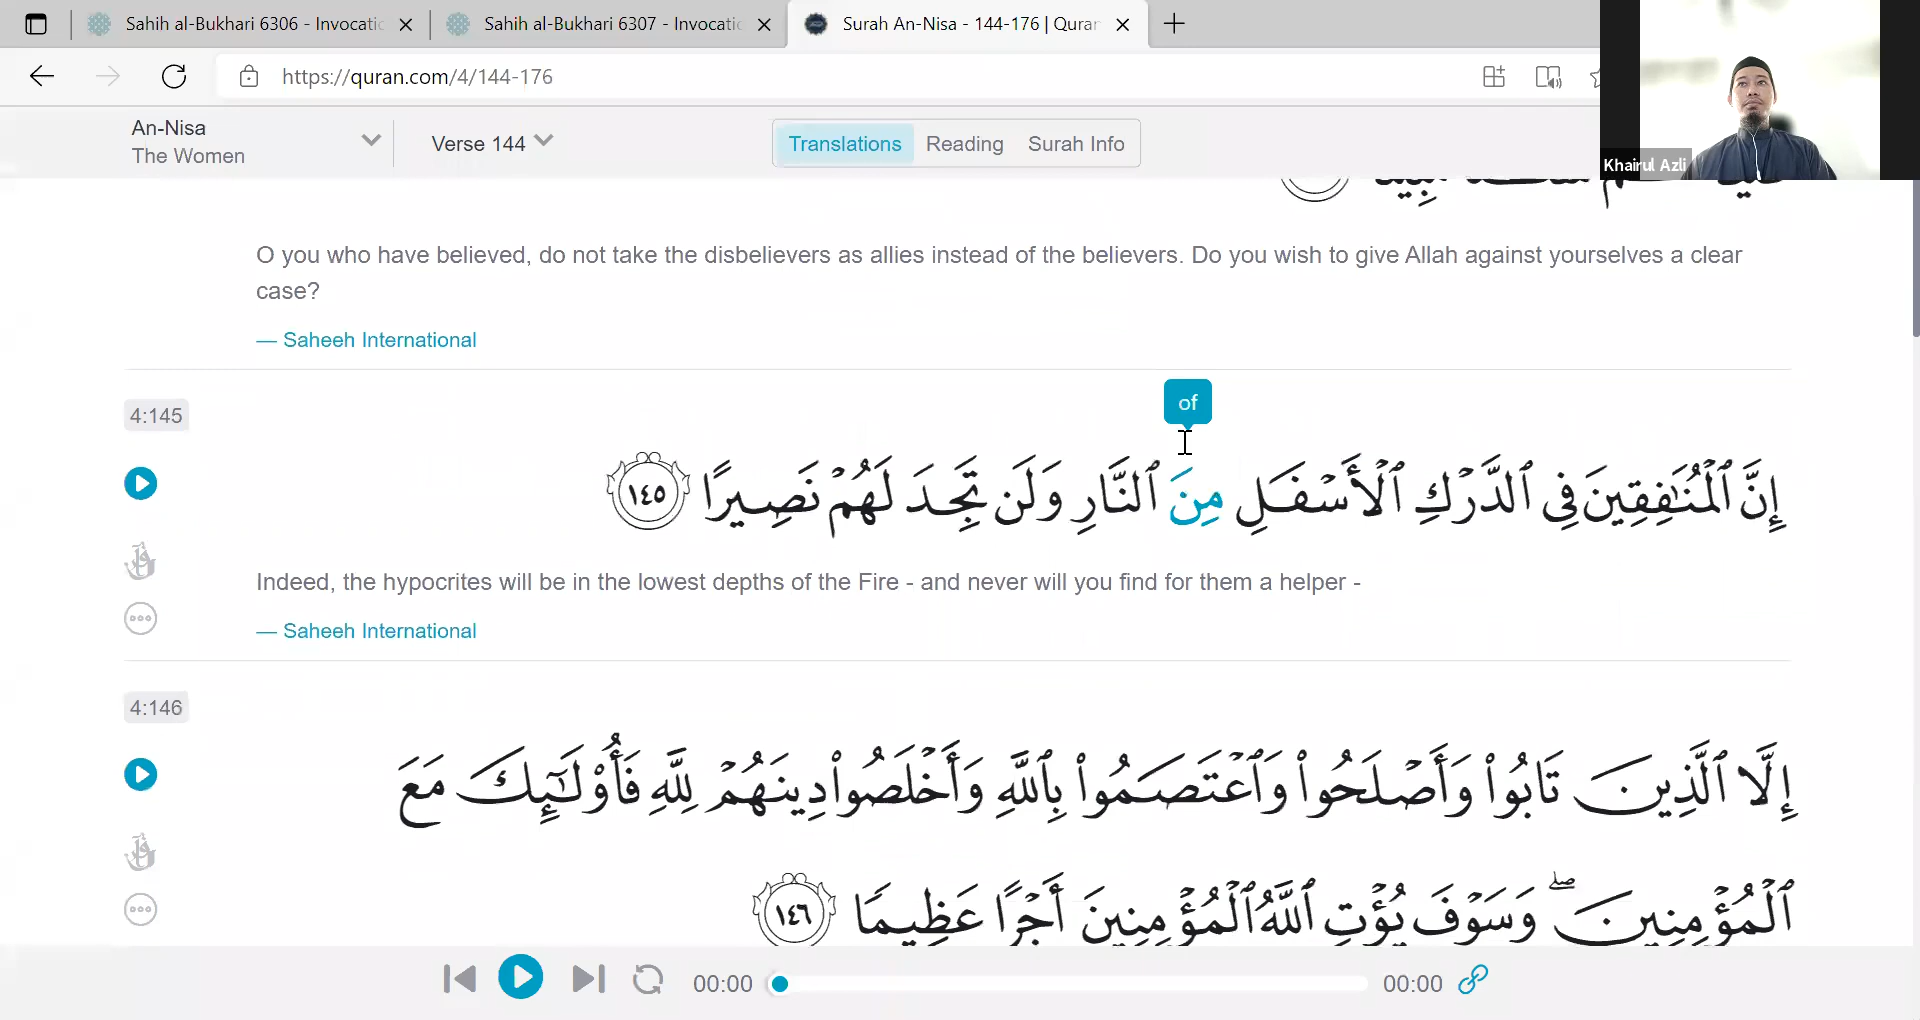 Sahih al-Bukhari 6306 - Invocatic
Sahih al-Bukhari 6307 - Invocatic
Surah An-Nisa - 144-176 | Quran
https://quran.com/4/144-176
An-Nisa
The Women
Verse 144
Translations
Reading
Surah Info
Khairul Azli
O you who have believed, do not take the disbelievers as allies instead of the believers. Do you wish to give Allah against yourselves a clear
case?
— Saheeh International
4:145
of
إِنَّ ٱلْمُنَـٰفِقِينَ فِى ٱلدَّرْكِ ٱلْأَسْفَلِ مِنَ ٱلنَّارِ وَلَن تَجِدَ لَهُمْ نَصِيرًا ١٤٥
Indeed, the hypocrites will be in the lowest depths of the Fire - and never will you find for them a helper -
— Saheeh International
4:146
إِلَّا ٱلَّذِينَ تَابُوا۟ وَأَصْلَحُوا۟ وَٱعْتَصَمُوا۟ بِٱللَّهِ وَأَخْلَصُوا۟ دِينَهُمْ لِلَّهِ فَأُو۟لَـٰٓئِكَ مَعَ
ٱلْمُؤْمِنِينَ ۖ وَسَوْفَ يُؤْتِ ٱللَّهُ ٱلْمُؤْمِنِينَ أَجْرًا عَظِيمًا ١٤٦
00:00
00:00